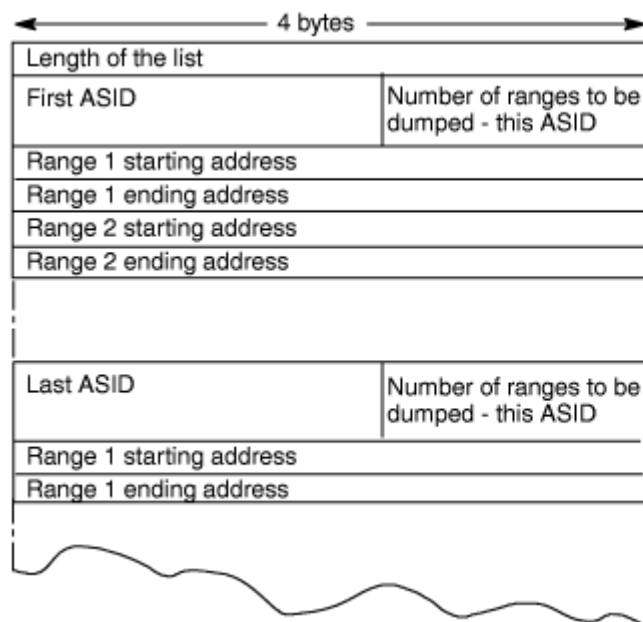 4 bytes
Length of the list
First ASID
Number of ranges to be
dumped - this ASID
Range 1 starting address
Range 1 ending address
Range 2 starting address
Range 2 ending address
Last ASID
Number of ranges to be
dumped - this ASID
Range 1 starting address
Range 1 ending address